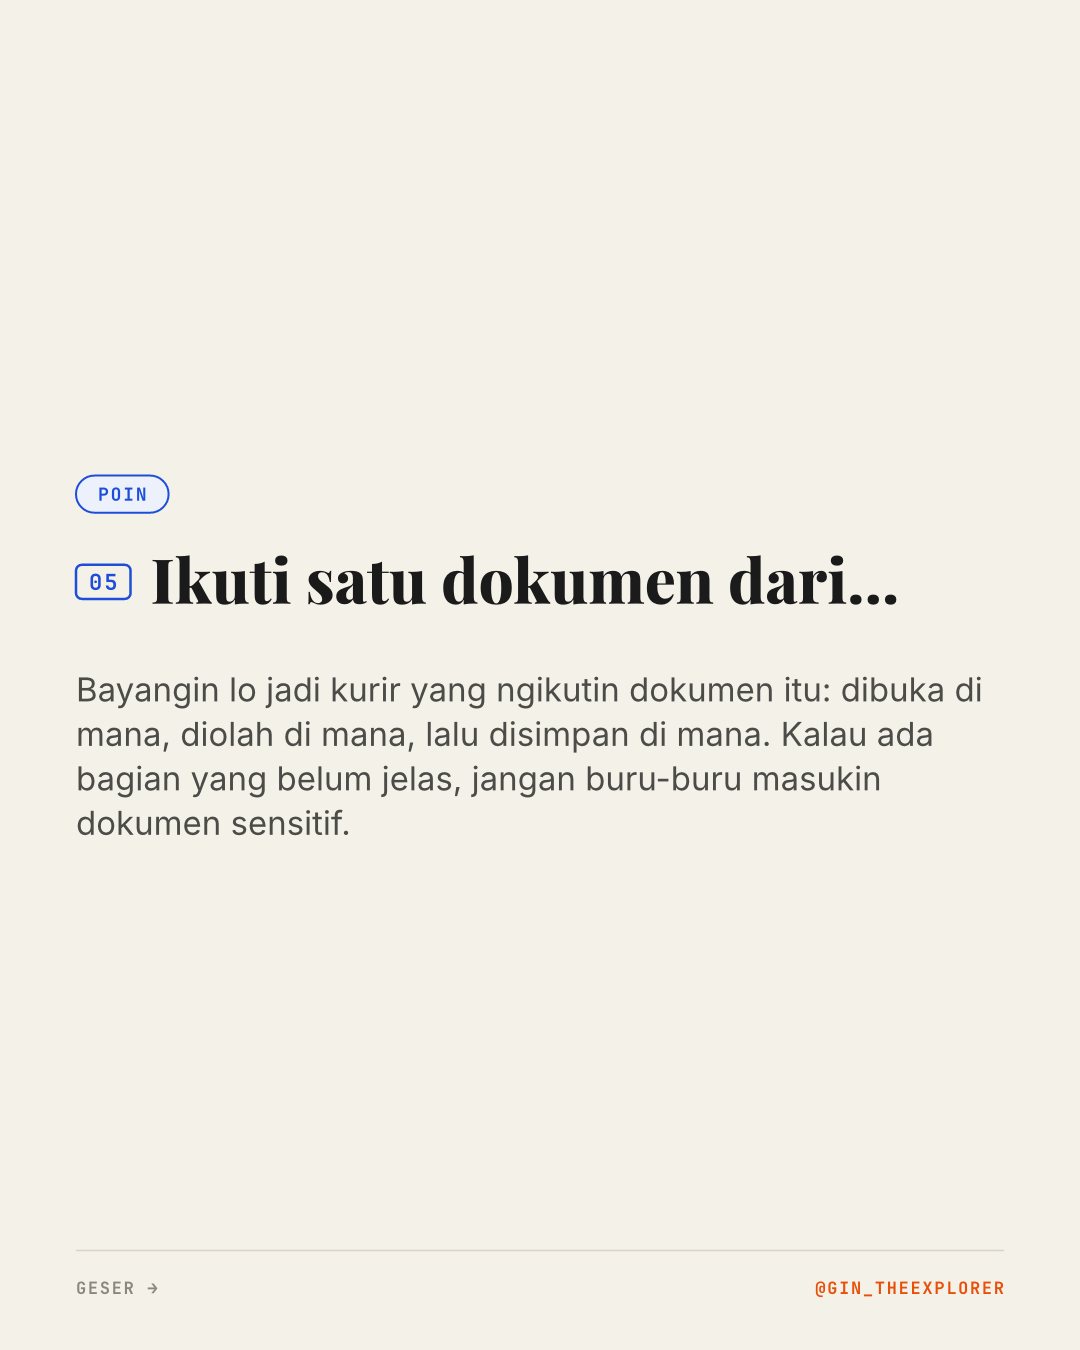 POIN
05 Ikuti satu dokumen dari...
Bayangin lo jadi kurir yang ngikutin dokumen itu: dibuka di
mana, diolah di mana, lalu disimpan di mana. Kalau ada
bagian yang belum jelas, jangan buru-buru masukin
dokumen sensitif.
GESER →
@GIN_THEEXPLORER